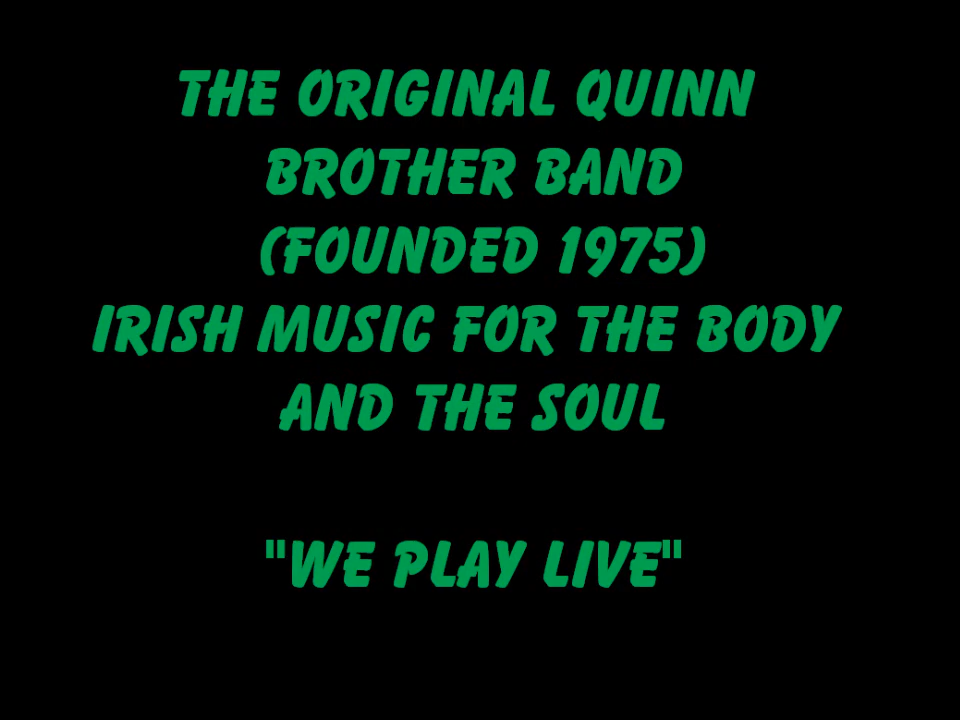 THE ORIGINAL QUINN
BROTHER BAND
(FOUNDED 1975)
IRISH MUSIC FOR THE BODY
AND THE SOUL
"WE PLAY LIVE"